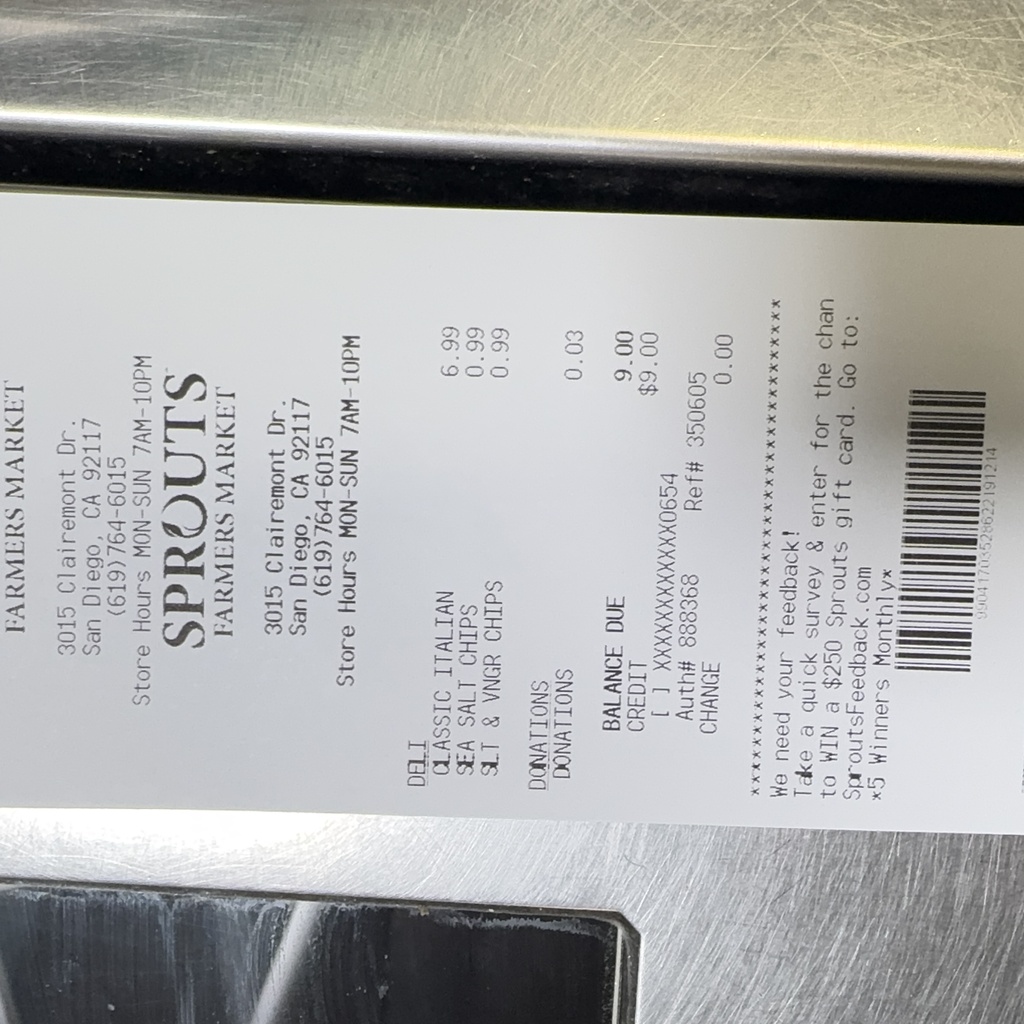 FARMERS MARKET
3015 Clairemont Dr.
San Diego, CA 92117
(619)764-6015
Store Hours MON-SUN 7AM-10PM
SPROUTS
FARMERS MARKET
3015 Clairemont Dr.
San Diego, CA 92117
(619)764-6015
Store Hours MON-SUN 7AM-10PM
DELI
CLASSIC ITALIAN 6.99
SEA SALT CHIPS 0.99
SLT & VNGR CHIPS 0.99
DONATIONS
DONATIONS 0.03
BALANCE DUE 9.00
CREDIT $9.00
[ ] XXXXXXPXXXXXX0654
Auth# 888368 Ref# 350605
CHANGE 0.00
******************************************
We need your feedback!
Take a quick survey & enter for the chan
to WIN a $250 Sprouts gift card. Go to:
SproutsFeedback.com
*5 Winners Monthly*